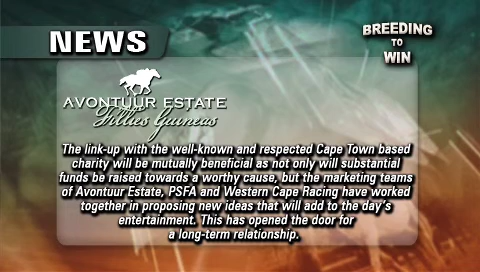 NEWS
BREEDING
TO
WIN
AVONTUUR ESTATE
Fillies Guineas
The link-up with the well-known and respected Cape Town based
charity will be mutually beneficial as not only will substantial
funds be raised towards a worthy cause, but the marketing teams
of Avontuur Estate, PSFA and Western Cape Racing have worked
together in proposing new ideas that will add to the day's
entertainment. This has opened the door for
a long-term relationship.